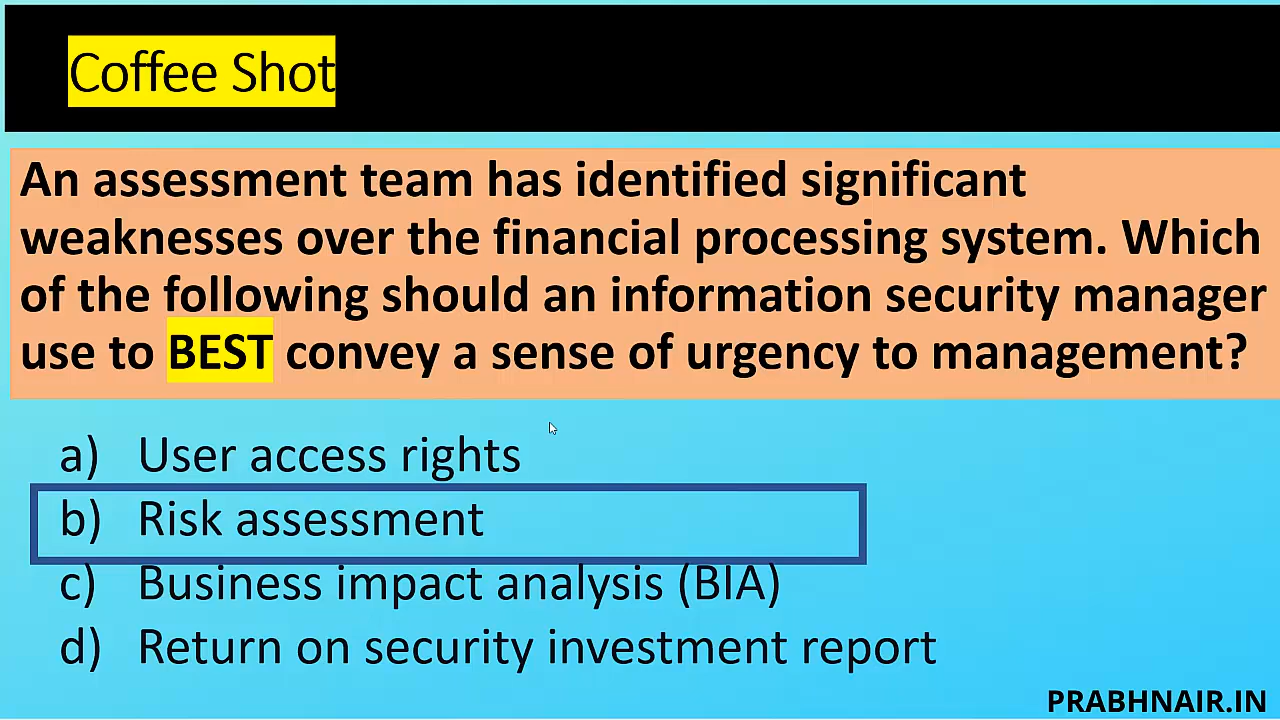 Coffee Shot
An assessment team has identified significant
weaknesses over the financial processing system. Which
of the following should an information security manager
use to BEST convey a sense of urgency to management?
a) User access rights
b) Risk assessment
c) Business impact analysis (BIA)
d) Return on security investment report
PRABHNAIR.IN